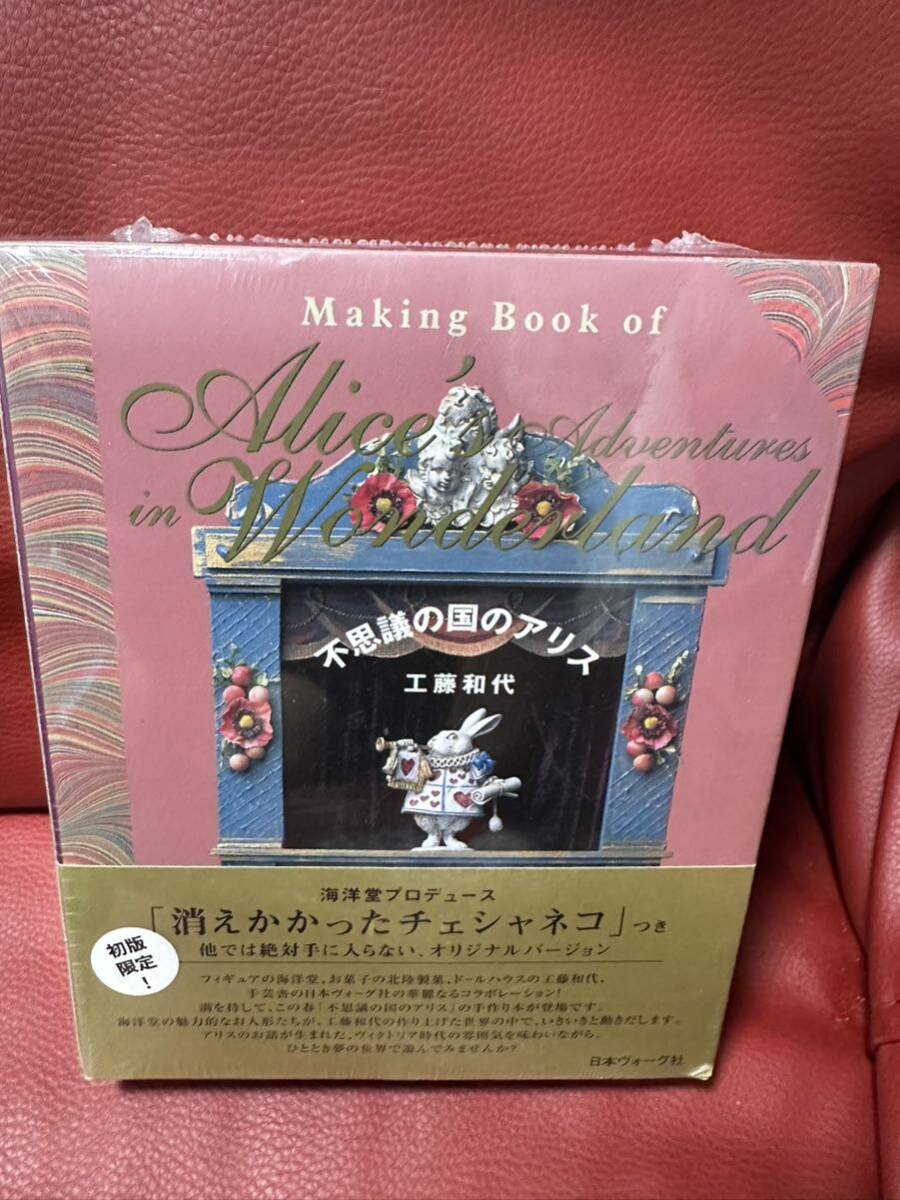 Making Book of
Alice's Adventures
in Wonderland
不思議の国のアリス
工藤和代
海洋堂プロデュース
「消えかかったチェシャネコ」つき
他では絶対手に入らない、オリジナルバージョン
初版
限定!
フィギュアの海洋堂、お菓子の北陸製菓、ドールハウスの工藤和代、
手芸書の日本ヴォーグ社の華麗なるコラボレーション!
満を持して、この春「不思議の国のアリス」の手作り本が登場です。
海洋堂の魅力的なお人形たちが、工藤和代の作り上げた世界の中で、いきいきと動きだします。
アリスのお話が生まれた、ヴィクトリア時代の雰囲気を味わいながら、
ひととき夢の世界で遊んでみませんか?
日本ヴォーグ社